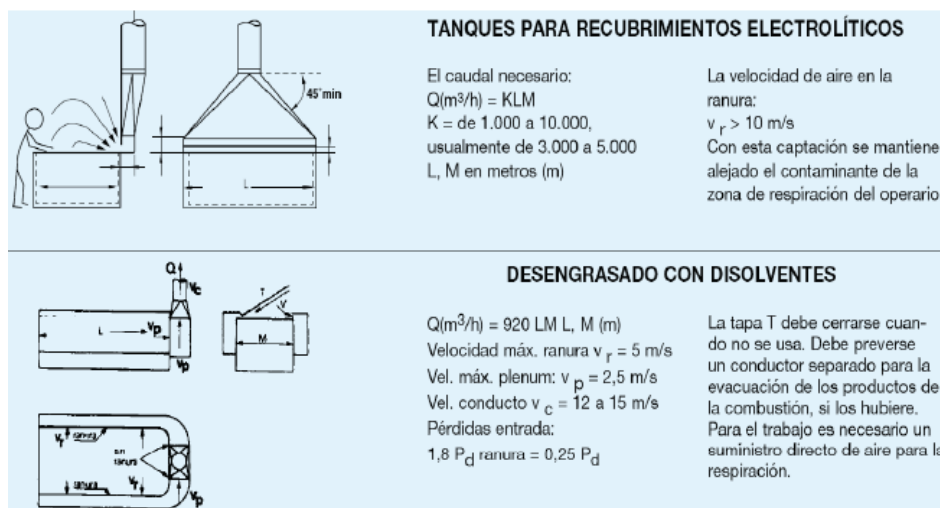 TANQUES PARA RECUBRIMIENTOS ELECTROLÍTICOS
El caudal necesario:
Q(m³/h) = KLM
K = de 1.000 a 10.000,
usualmente de 3.000 a 5.000
L, M en metros (m)
La velocidad de aire en la
ranura:
v r > 10 m/s
Con esta captación se mantiene
alejado el contaminante de la
zona de respiración del operario
45°min
L
DESENGRASADO CON DISOLVENTES
Q(m³/h) = 920 LM L, M (m)
Velocidad máx. ranura v r = 5 m/s
Vel. máx. plenum: v p = 2,5 m/s
Vel. conducto v c = 12 a 15 m/s
Pérdidas entrada:
1,8 P d ranura = 0,25 P d
La tapa T debe cerrarse cuan-
do no se usa. Debe preverse
un conductor separado para la
evacuación de los productos de
la combustión, si los hubiere.
Para el trabajo es necesario un
suministro directo de aire para la
respiración.
Q
vc
L
vp
vp
T
V
M
vr
ranura
sin
ranura
vr
ranura
vp